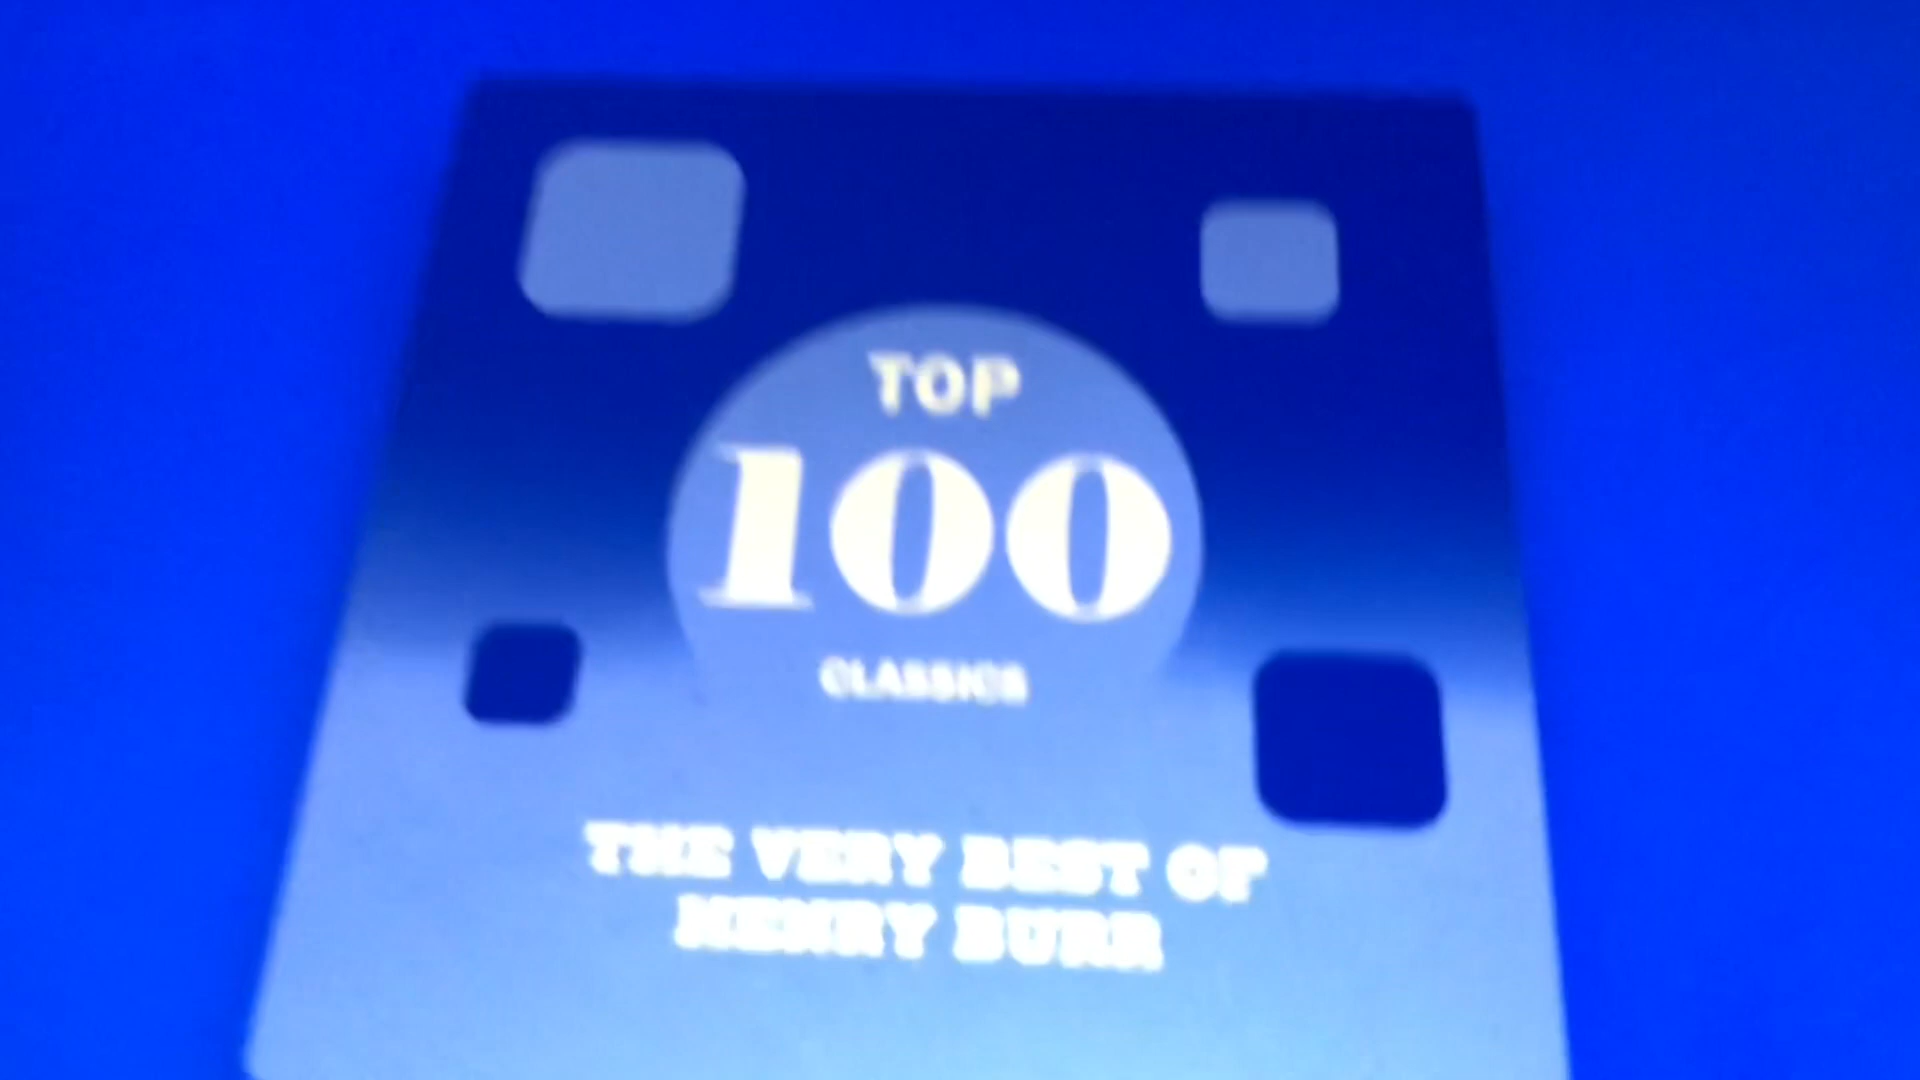 TOP
100
CLASSICS
THE VERY BEST OF
HENRY BURR